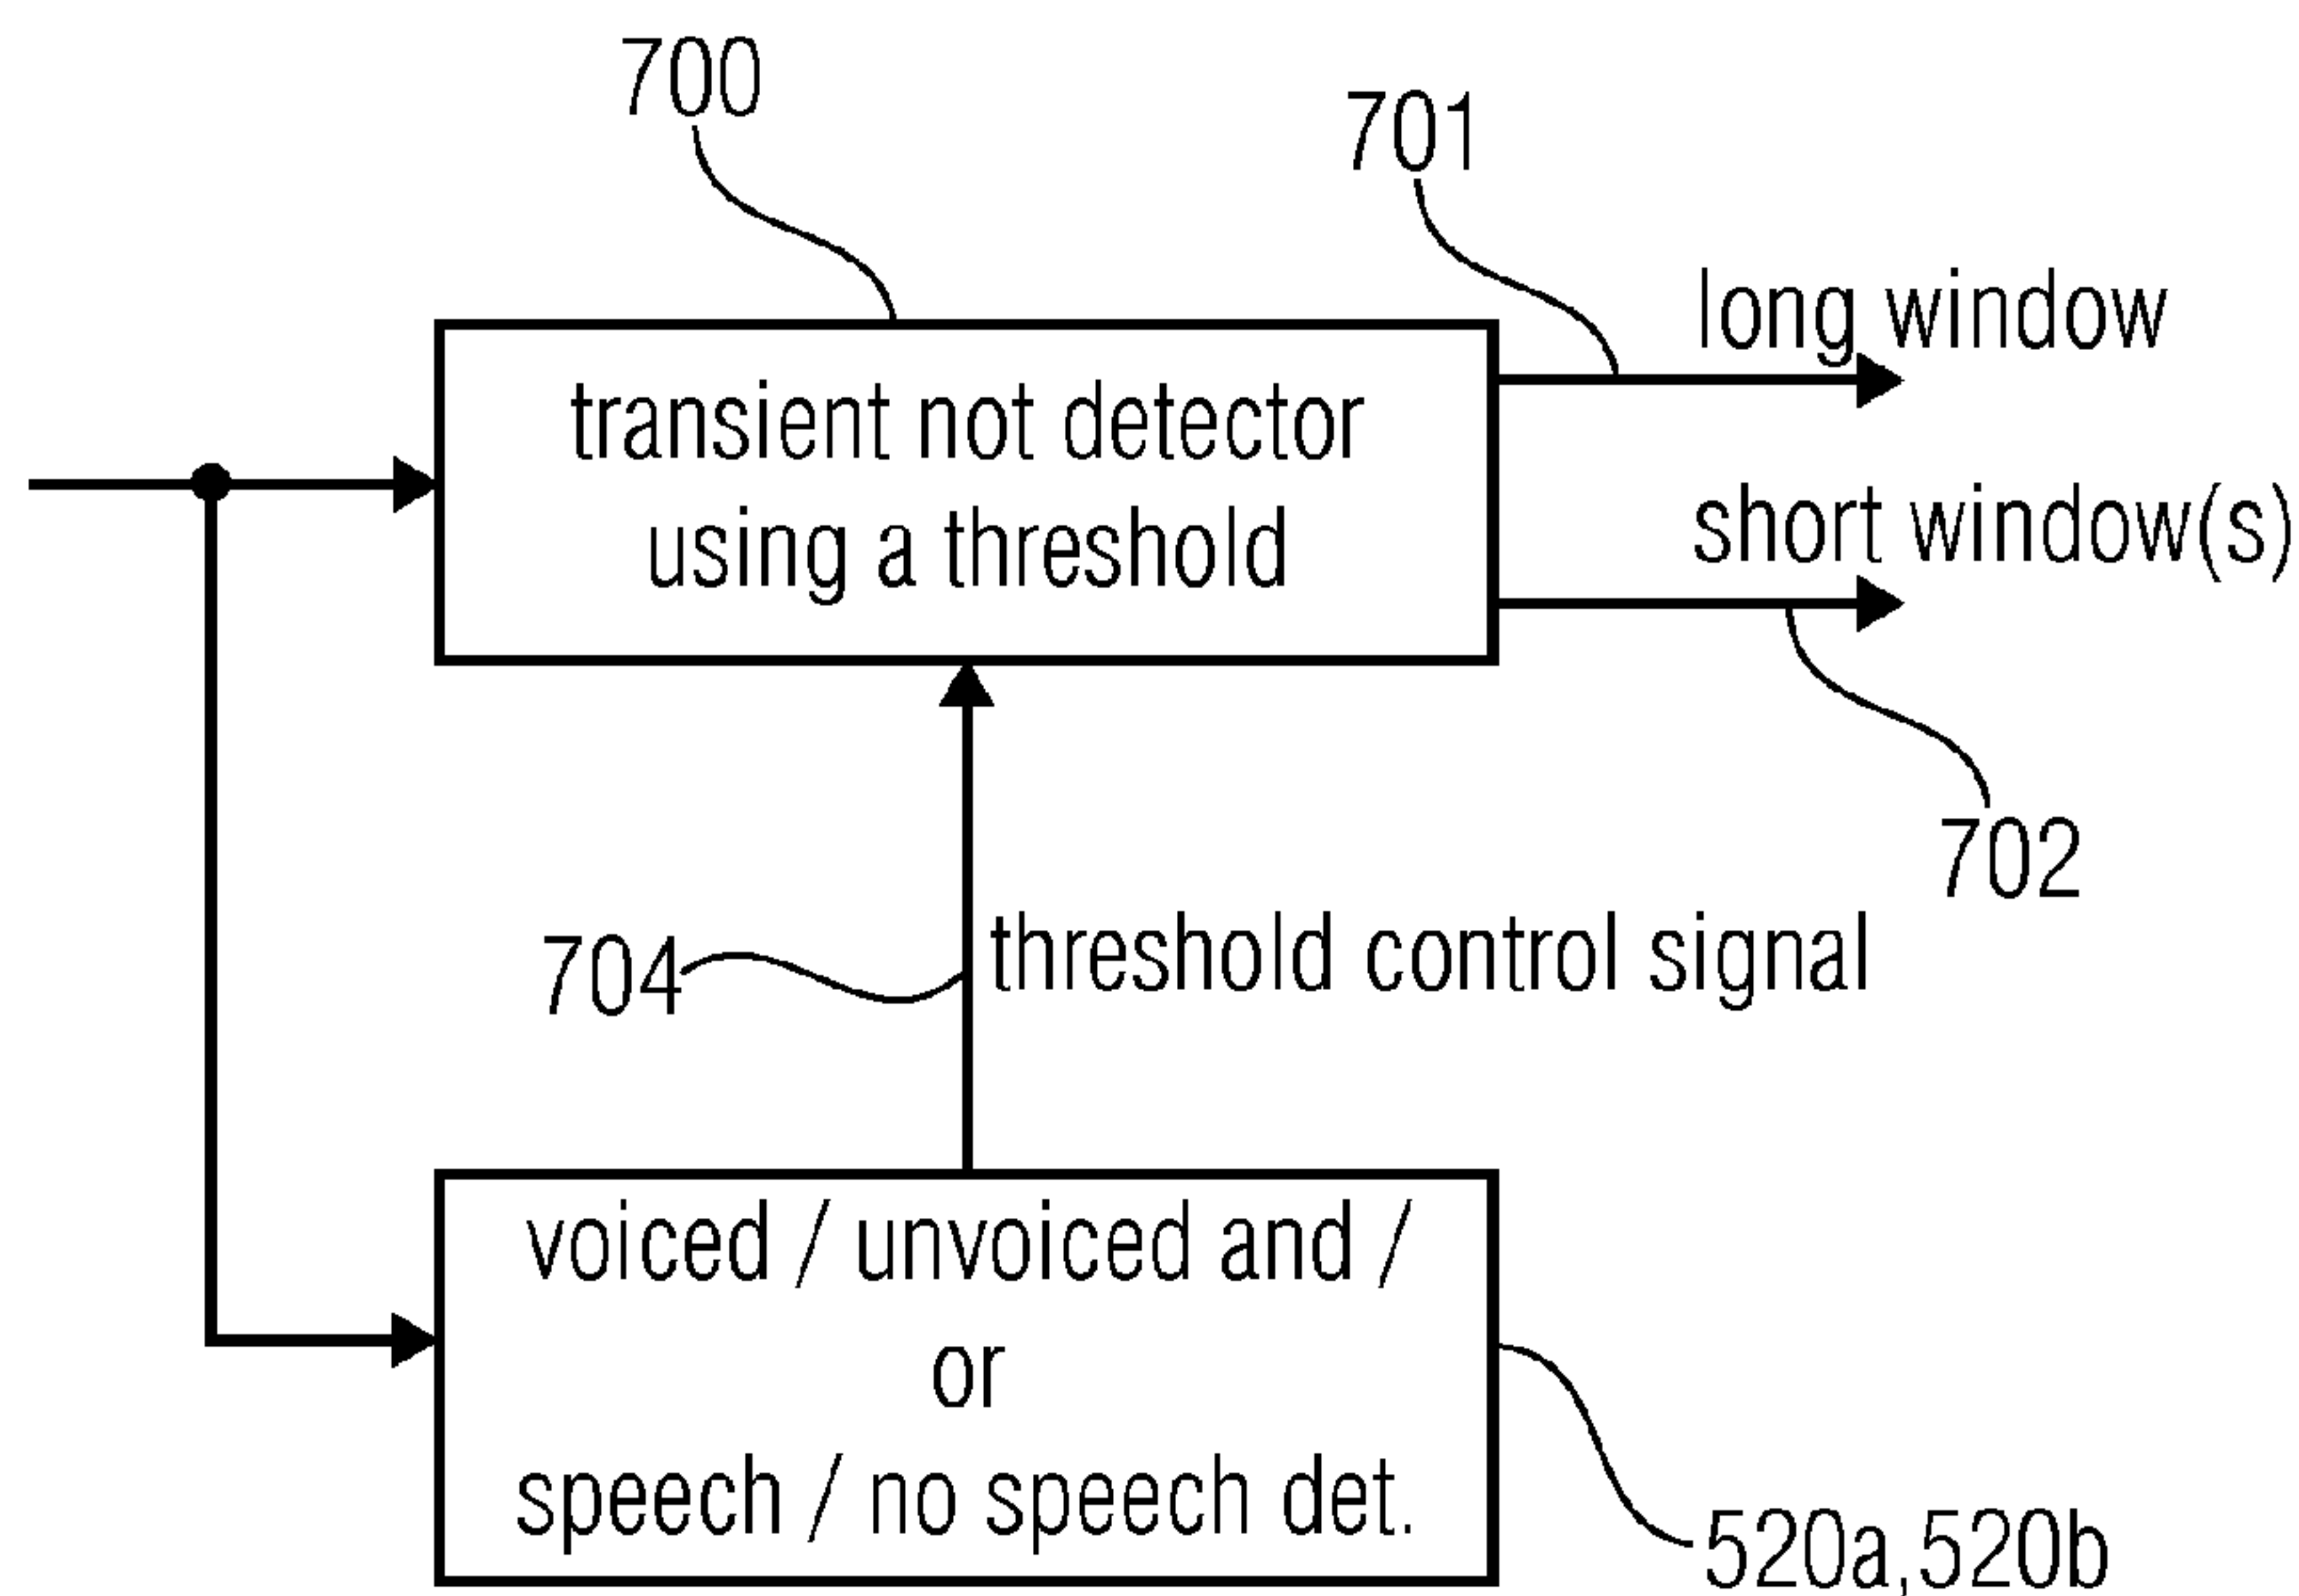 700
701
long window
transient not detector
using a threshold
short window(s)
702
704
threshold control signal
voiced / unvoiced and /
or
speech / no speech det.
520a,520b